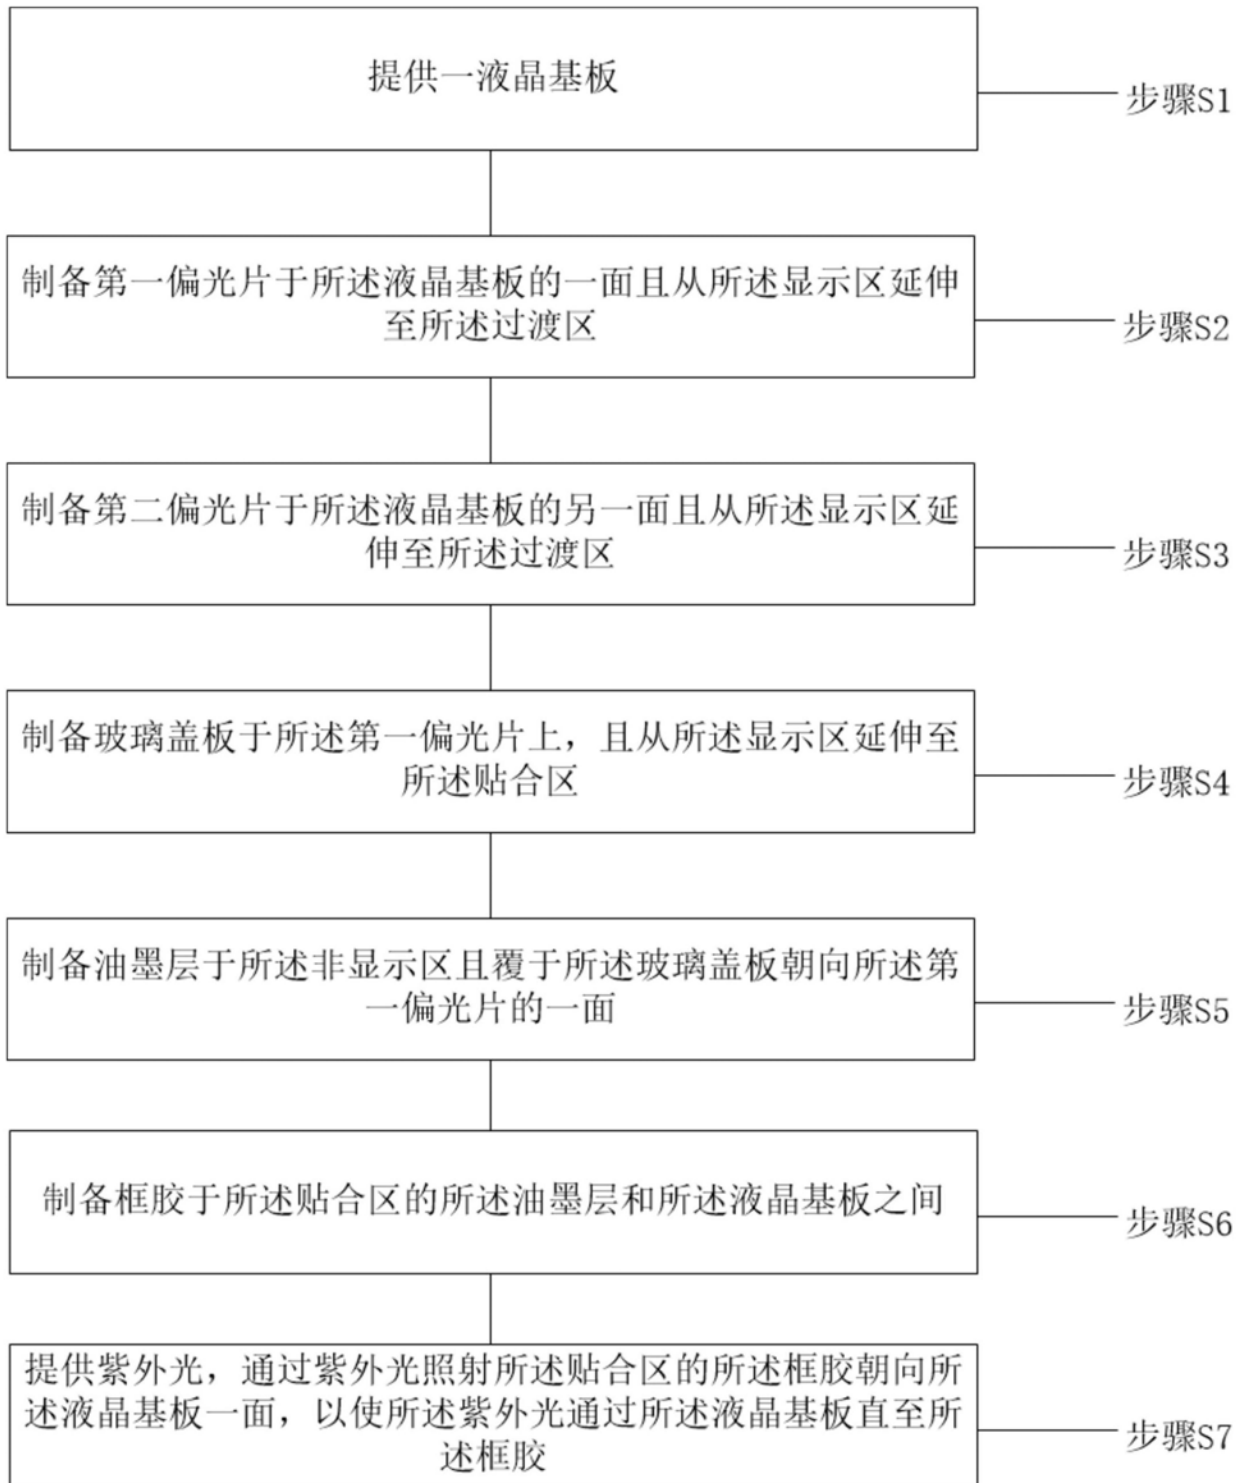 提供一液晶基板
步骤S1
制备第一偏光片于所述液晶基板的一面且从所述显示区延伸
至所述过渡区
步骤S2
制备第二偏光片于所述液晶基板的另一面且从所述显示区延
伸至所述过渡区
步骤S3
制备玻璃盖板于所述第一偏光片上，且从所述显示区延伸至
所述贴合区
步骤S4
制备油墨层于所述非显示区且覆于所述玻璃盖板朝向所述第
一偏光片的一面
步骤S5
制备框胶于所述贴合区的所述油墨层和所述液晶基板之间
步骤S6
提供紫外光，通过紫外光照射所述贴合区的所述框胶朝向所
述液晶基板一面，以使所述紫外光通过所述液晶基板直至所
述框胶
步骤S7